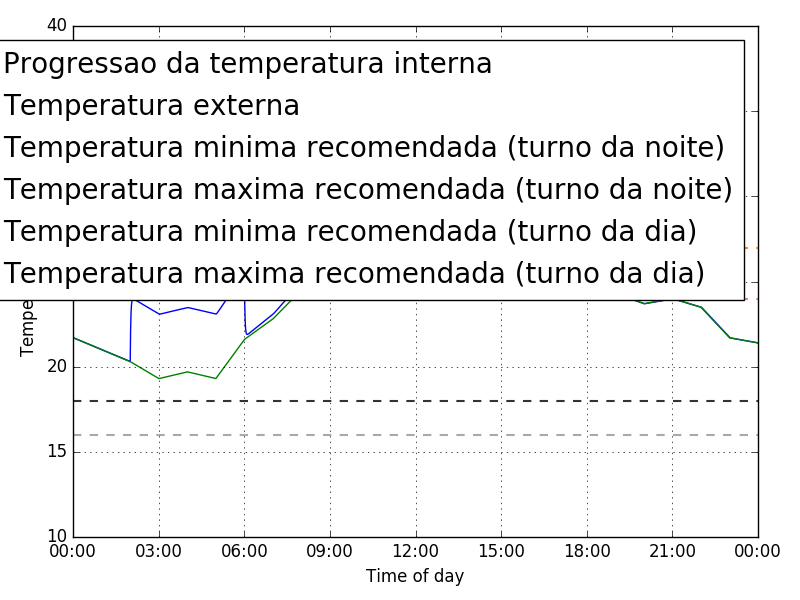 40
Progressao da temperatura interna
Temperatura externa
Temperatura minima recomendada (turno da noite)
Temperatura maxima recomendada (turno da noite)
Temperatura minima recomendada (turno da dia)
Temperatura maxima recomendada (turno da dia)
Tempe
20
15
10
00:00 03:00 06:00 09:00 12:00 15:00 18:00 21:00 00:00
Time of day